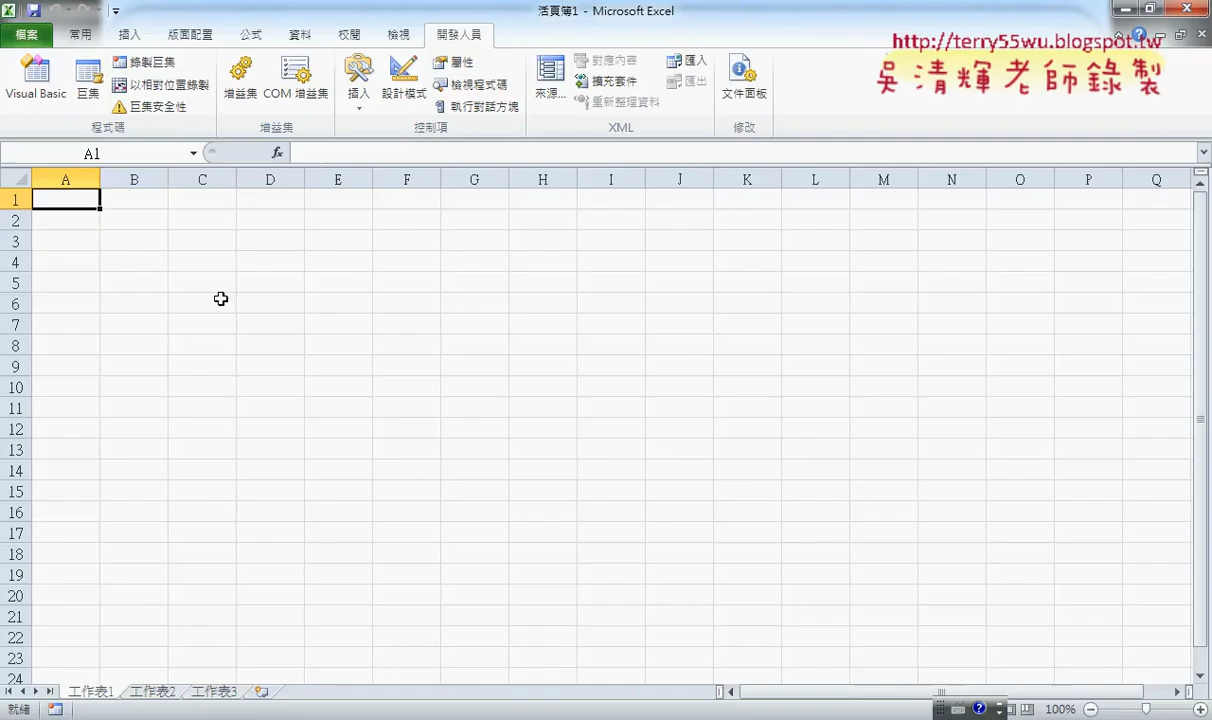 活頁簿1 - Microsoft Excel
檔案 常用 插入 版面配置 公式 資料 校閱 檢視 開發人員
http://terry55wu.blogspot.tw
吳清輝老師錄製
Visual Basic 巨集 錄製巨集 以相對位置錄製 巨集安全性
增益集 COM 增益集
插入 設計模式 屬性 檢視程式碼 執行對話方塊
來源... 對應內容 擴充套件 重新整理資料 匯入 匯出
文件面板
程式碼 增益集 控制項 XML 修改
A1 fx
A B C D E F G H I J K L M N O P Q
1
2
3
4
5
6
7
8
9
10
11
12
13
14
15
16
17
18
19
20
21
22
23
24
工作表1 工作表2 工作表3
就緒 100%